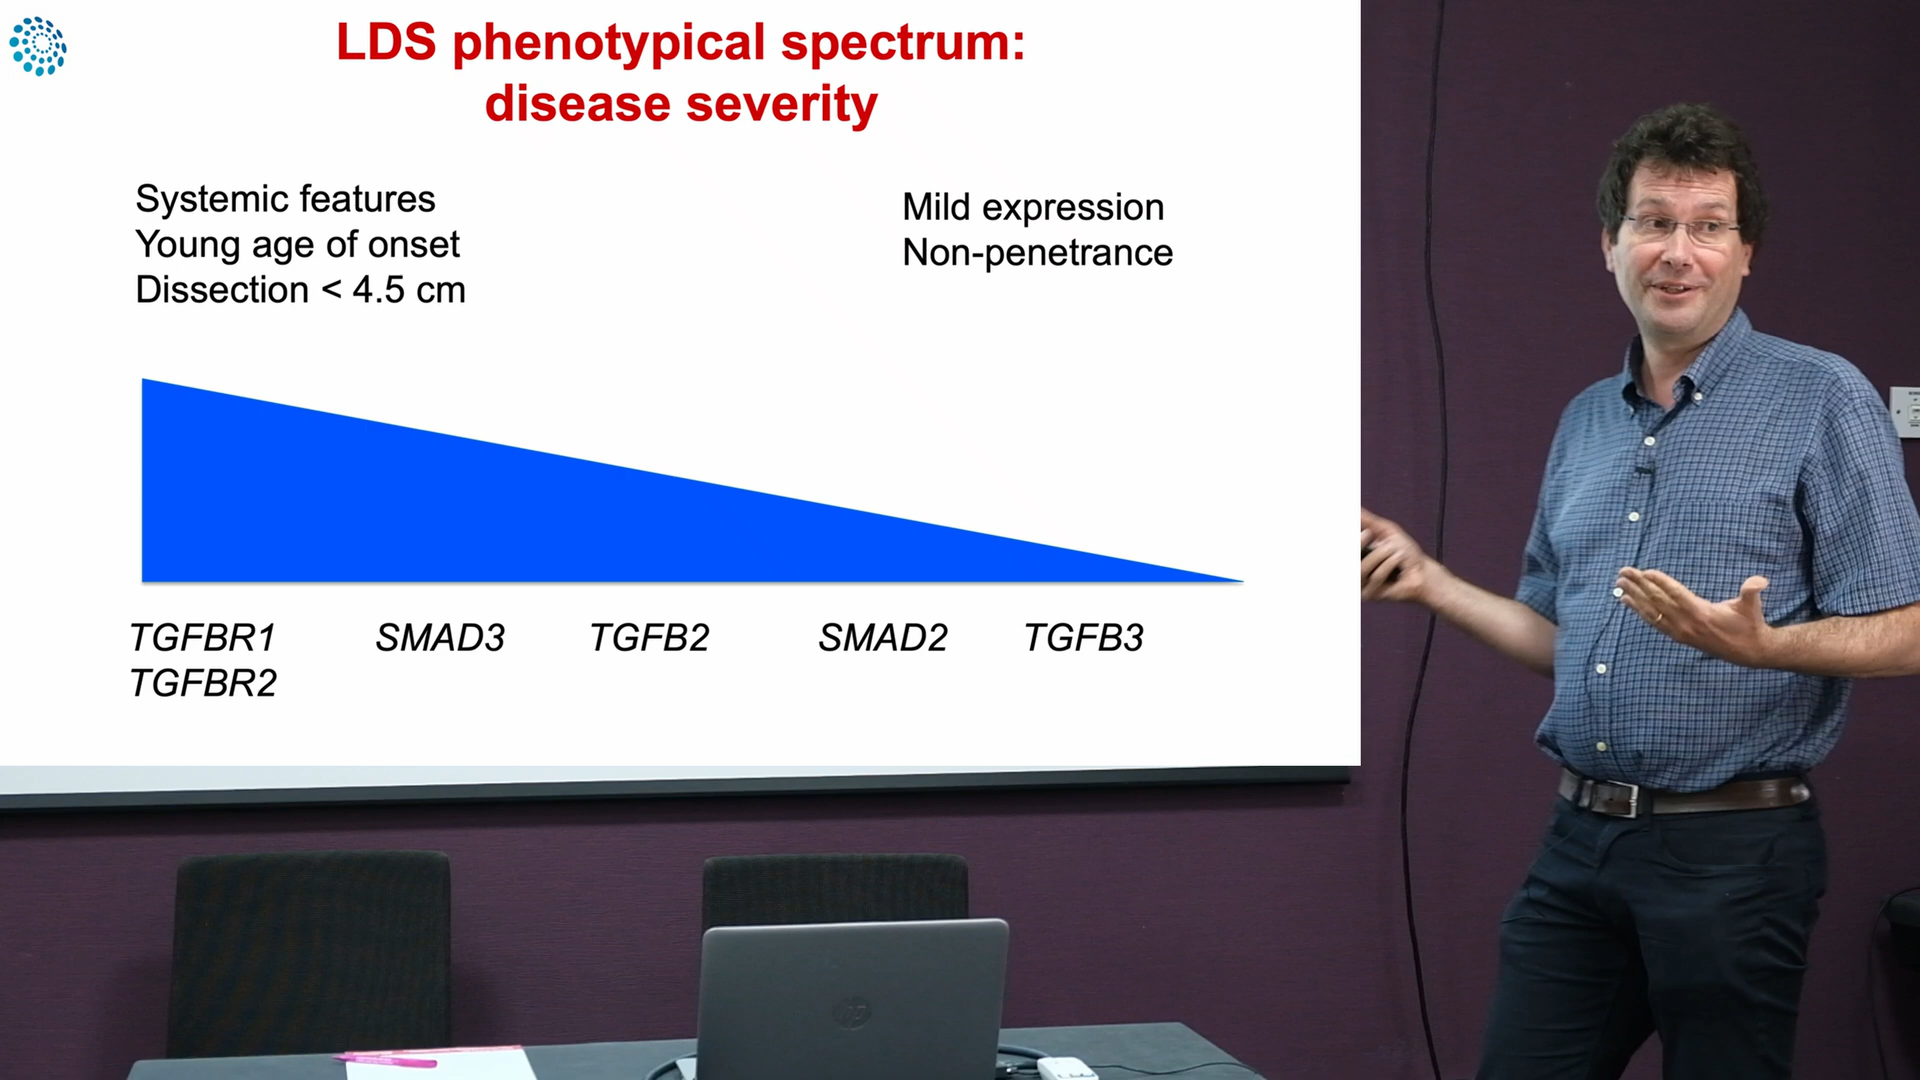 LDS phenotypical spectrum:
disease severity
Systemic features
Young age of onset
Dissection < 4.5 cm
Mild expression
Non-penetrance
TGFBR1
TGFBR2
SMAD3
TGFB2
SMAD2
TGFB3
hp